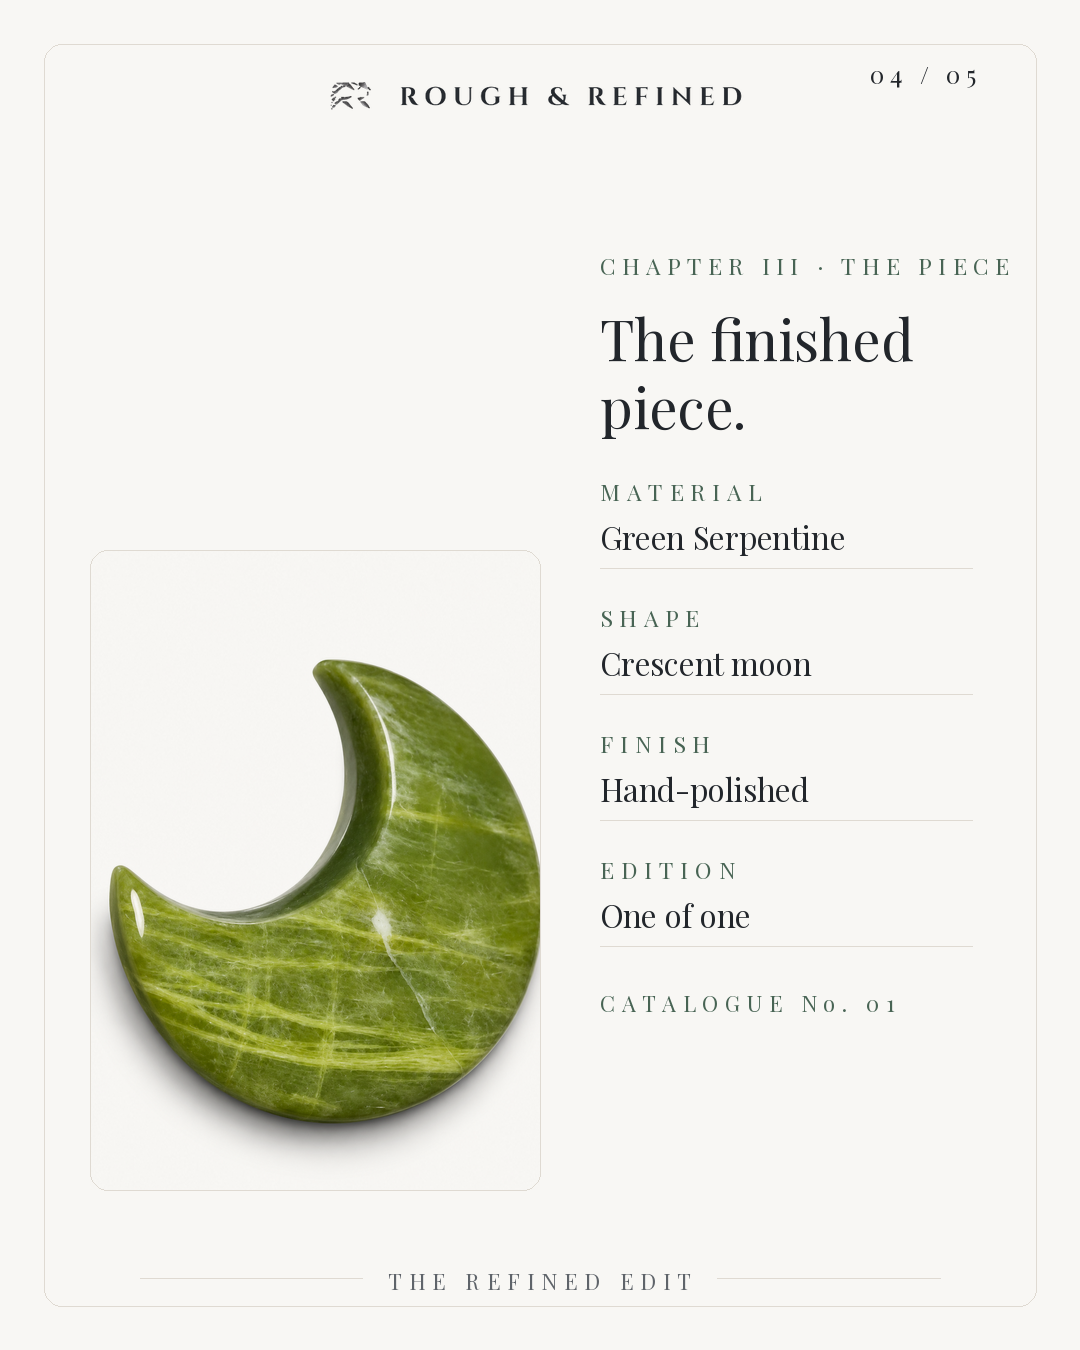 ROUGH & REFINED
04 / 05
CHAPTER III · THE PIECE
The finished
piece.
MATERIAL
Green Serpentine
SHAPE
Crescent moon
FINISH
Hand-polished
EDITION
One of one
CATALOGUE No. 01
THE REFINED EDIT